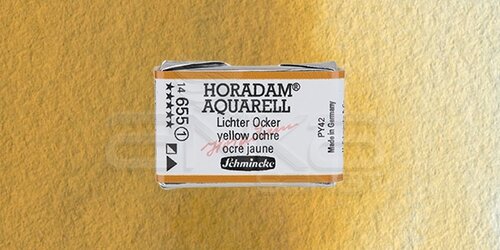 HORADAM®
AQUARELL
Lichter Ocker
yellow ochre
ocre jaune
Schmincke
14
655
1
PY42
Made in Germany